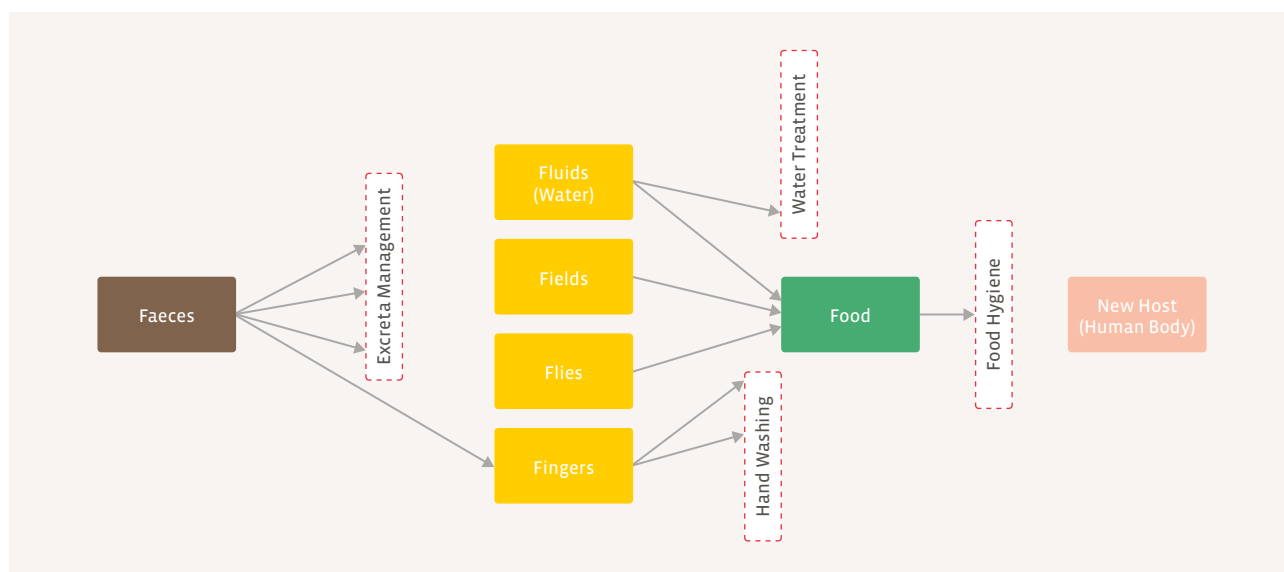 Faeces
Excreta Management
Fluids
(Water)
Fields
Flies
Fingers
Water Treatment
Hand Washing
Food
Food Hygiene
New Host
(Human Body)